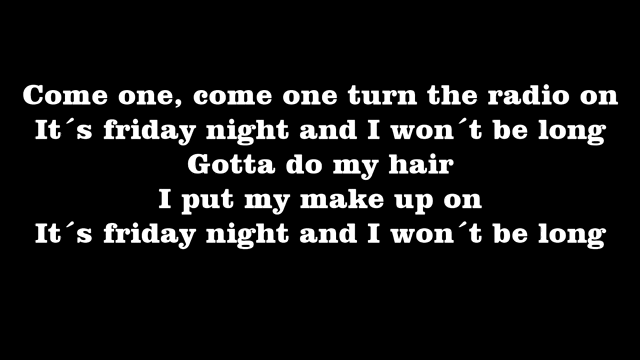 Come one, come one turn the radio on
It´s friday night and I won´t be long
Gotta do my hair
I put my make up on
It´s friday night and I won´t be long